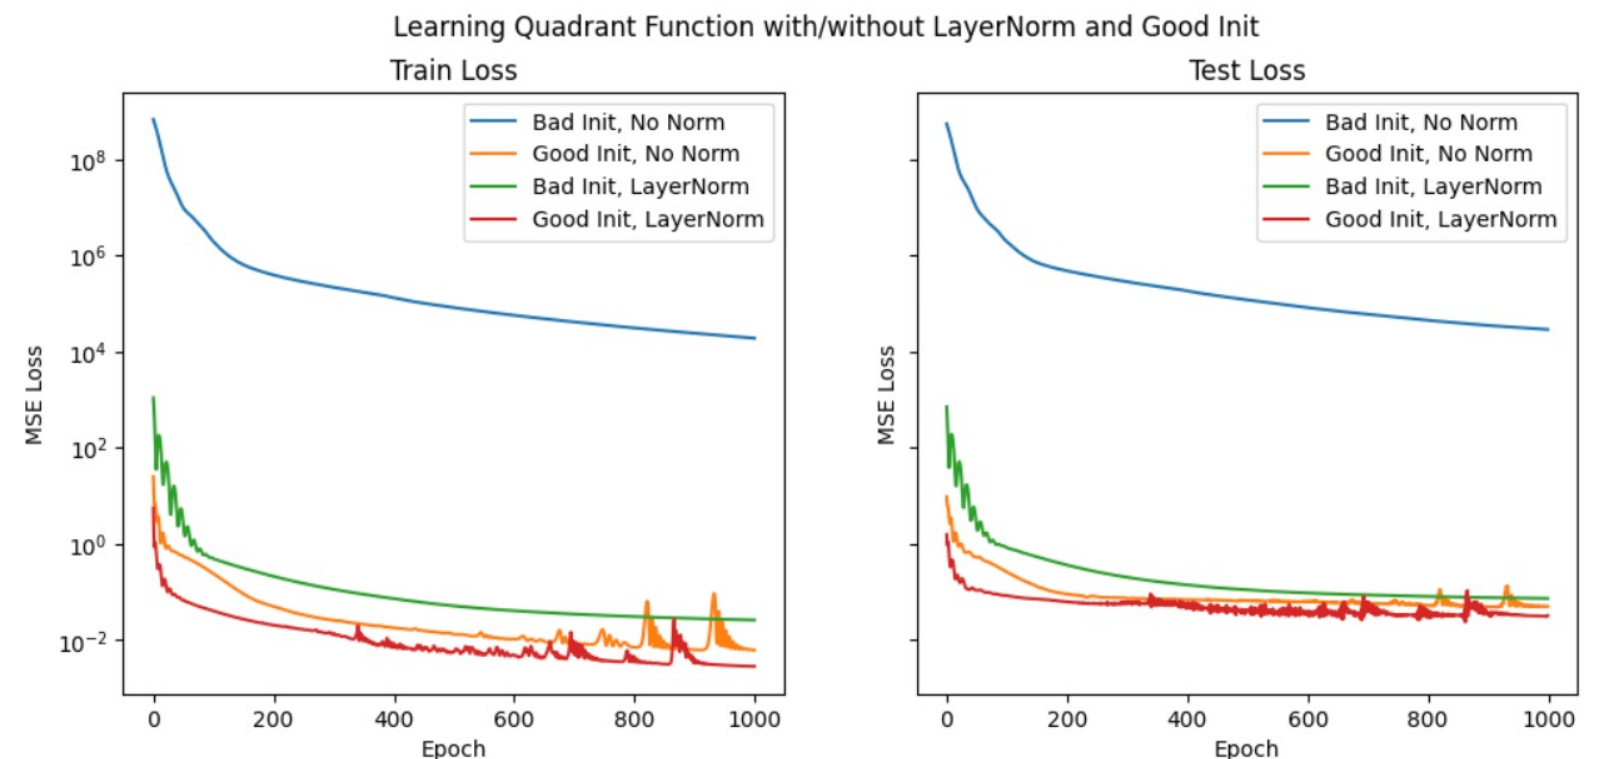 Learning Quadrant Function with/without LayerNorm and Good Init
Train Loss
MSE Loss
10^8
10^6
10^4
10^2
10^0
10^-2
Bad Init, No Norm
Good Init, No Norm
Bad Init, LayerNorm
Good Init, LayerNorm
0 200 400 600 800 1000
Epoch
Test Loss
MSE Loss
Bad Init, No Norm
Good Init, No Norm
Bad Init, LayerNorm
Good Init, LayerNorm
0 200 400 600 800 1000
Epoch